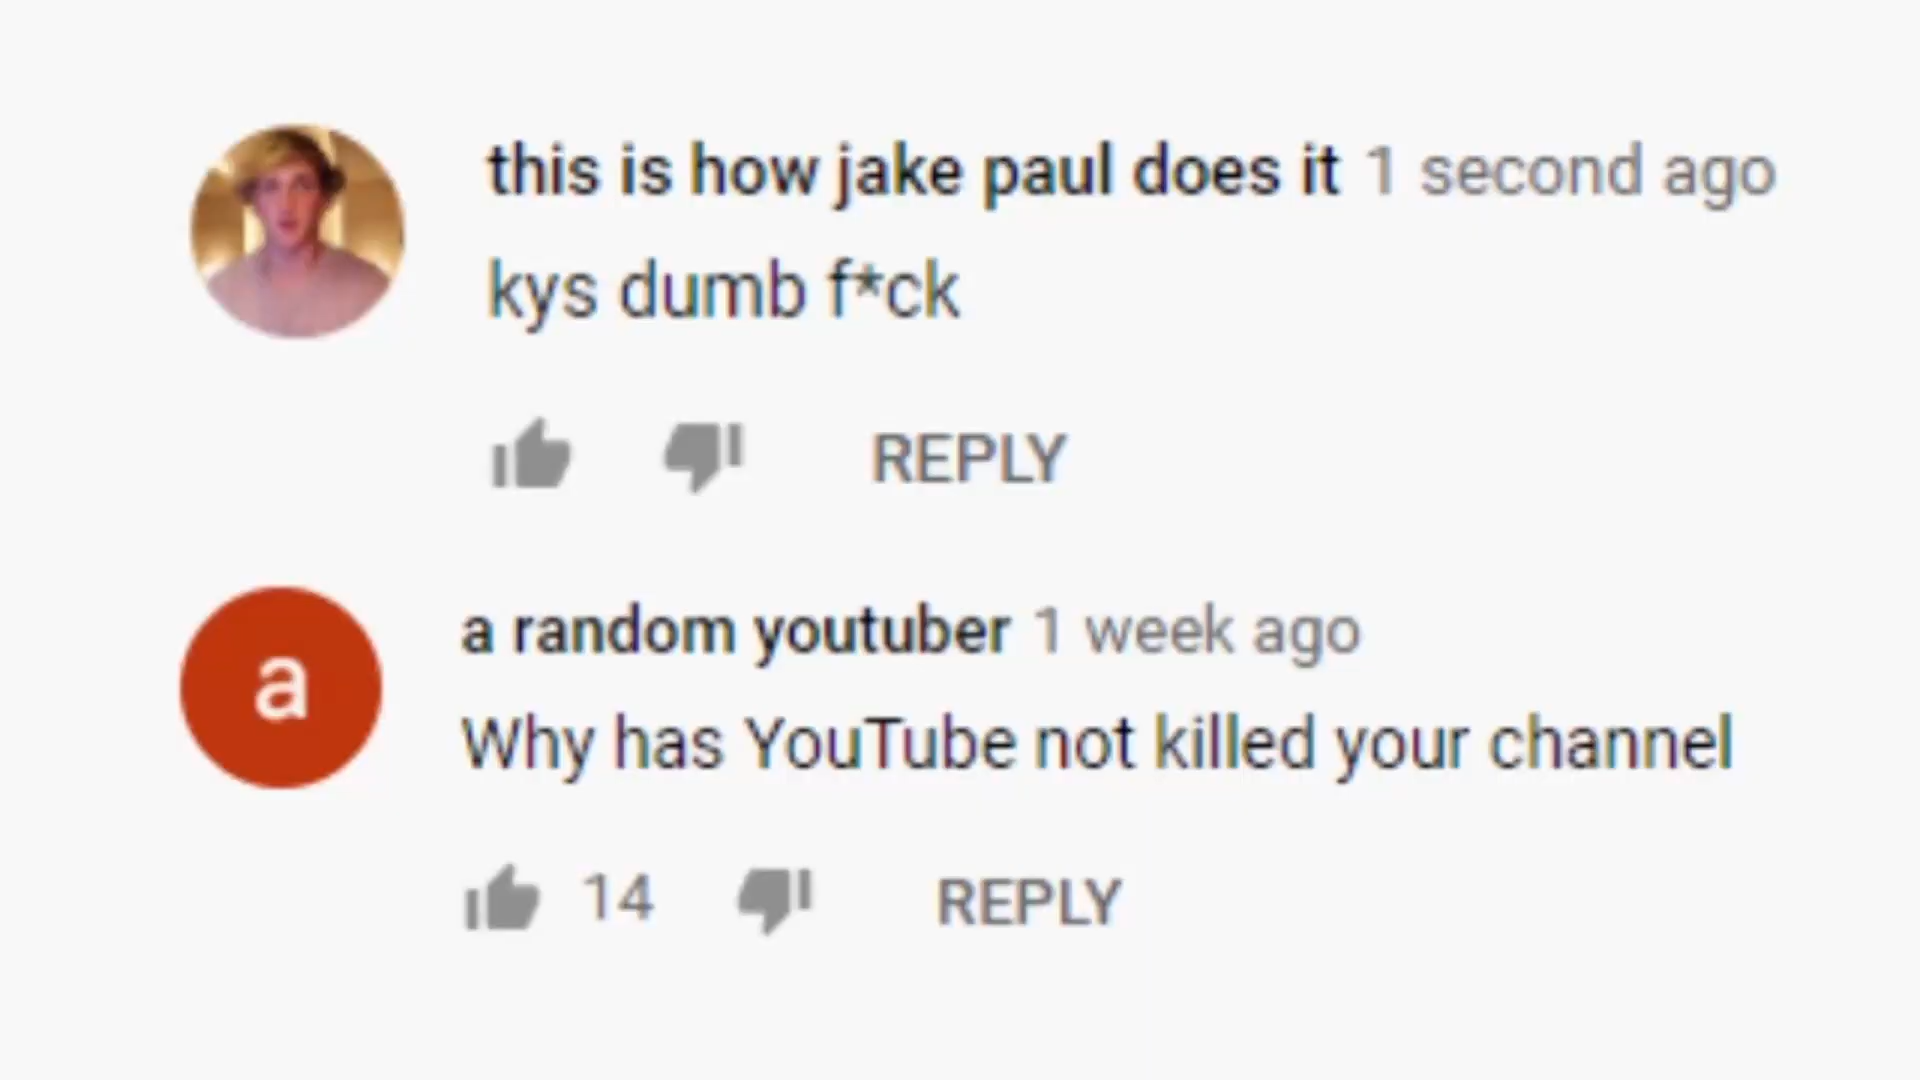 this is how jake paul does it 1 second ago
kys dumb f*ck
REPLY
a
a random youtuber 1 week ago
Why has YouTube not killed your channel
14 REPLY